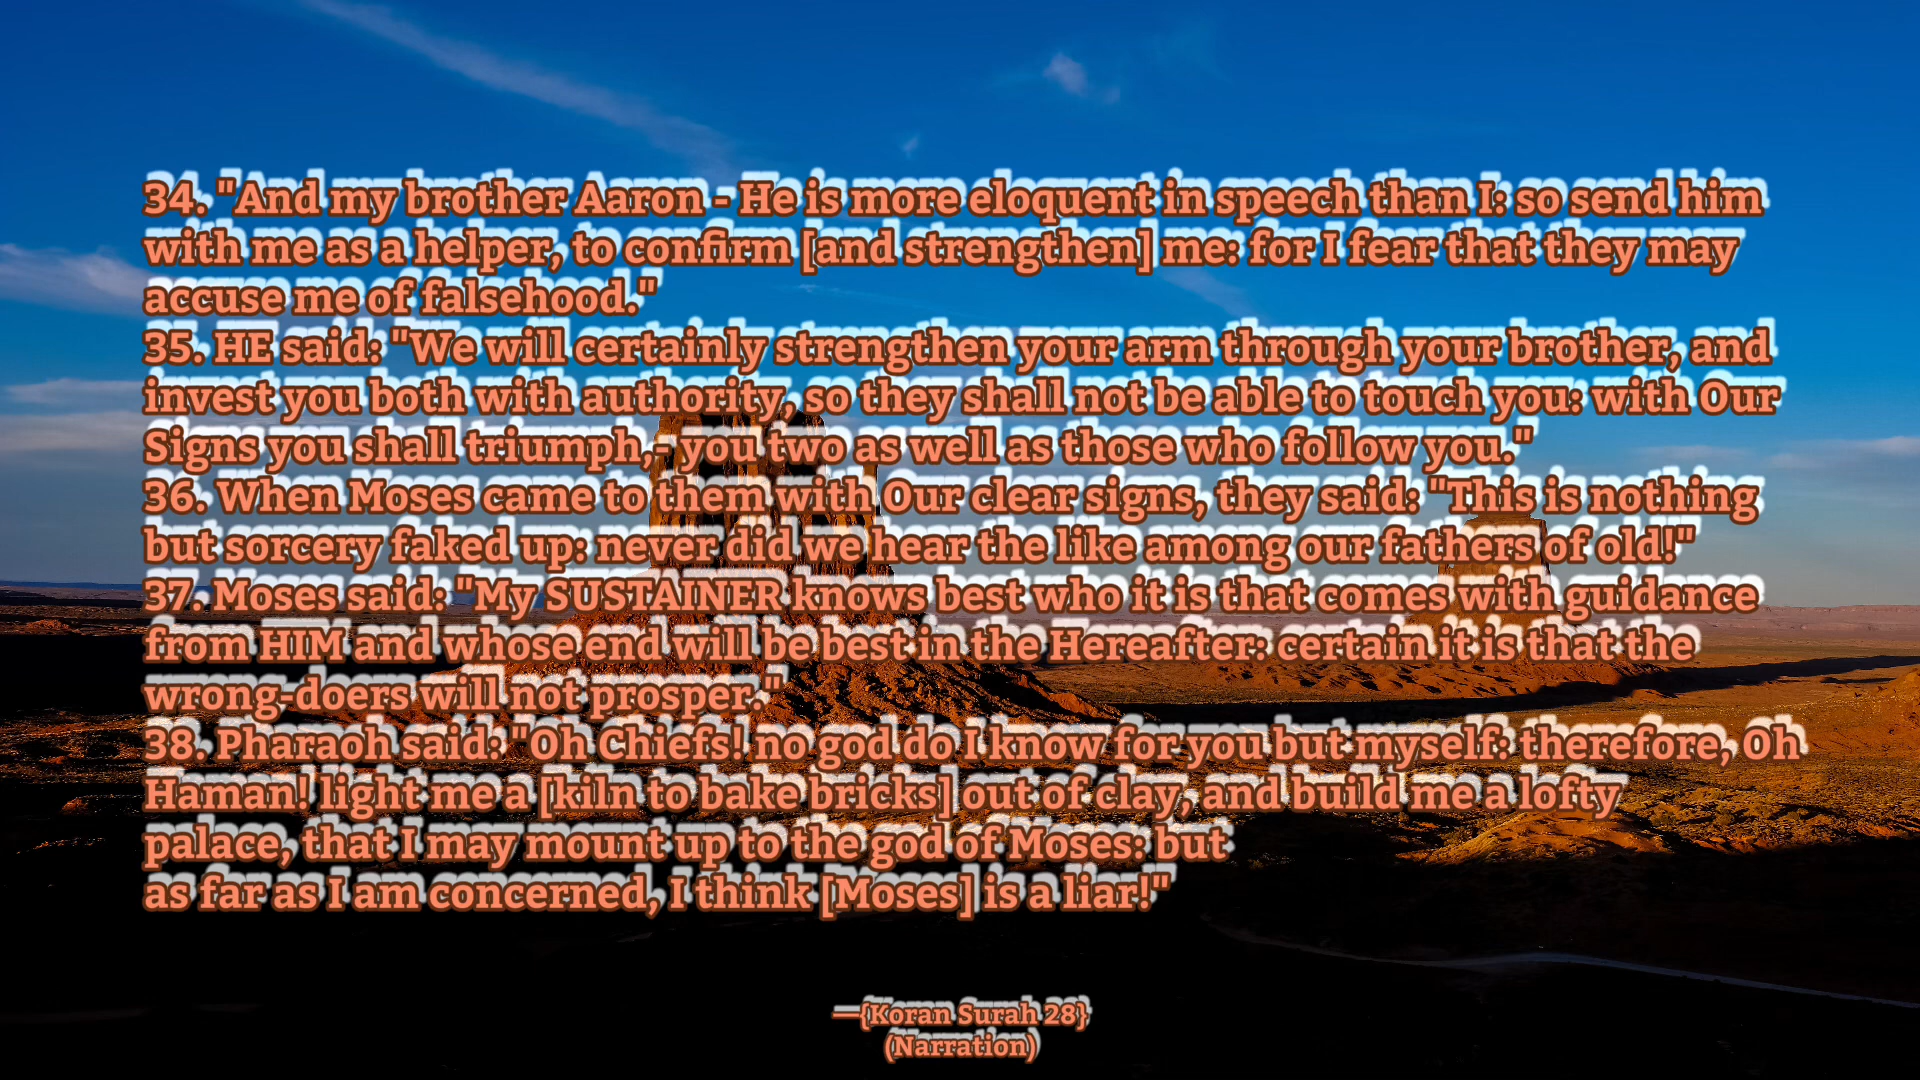 34. "And my brother Aaron - He is more eloquent in speech than I: so send him
with me as a helper, to confirm [and strengthen] me: for I fear that they may
accuse me of falsehood."
35. HE said: "We will certainly strengthen your arm through your brother, and
invest you both with authority, so they shall not be able to touch you: with Our
Signs you shall triumph,- you two as well as those who follow you."
36. When Moses came to them with Our clear signs, they said: "This is nothing
but sorcery faked up: never did we hear the like among our fathers of old!"
37. Moses said: "My SUSTAINER knows best who it is that comes with guidance
from HIM and whose end will be best in the Hereafter: certain it is that the
wrong-doers will not prosper."
38. Pharaoh said: "Oh Chiefs! no god do I know for you but myself: therefore, Oh
Haman! light me a [kiln to bake bricks] out of clay, and build me a lofty
palace, that I may mount up to the god of Moses: but
as far as I am concerned, I think [Moses] is a liar!"
—{Koran Surah 28}
(Narration)